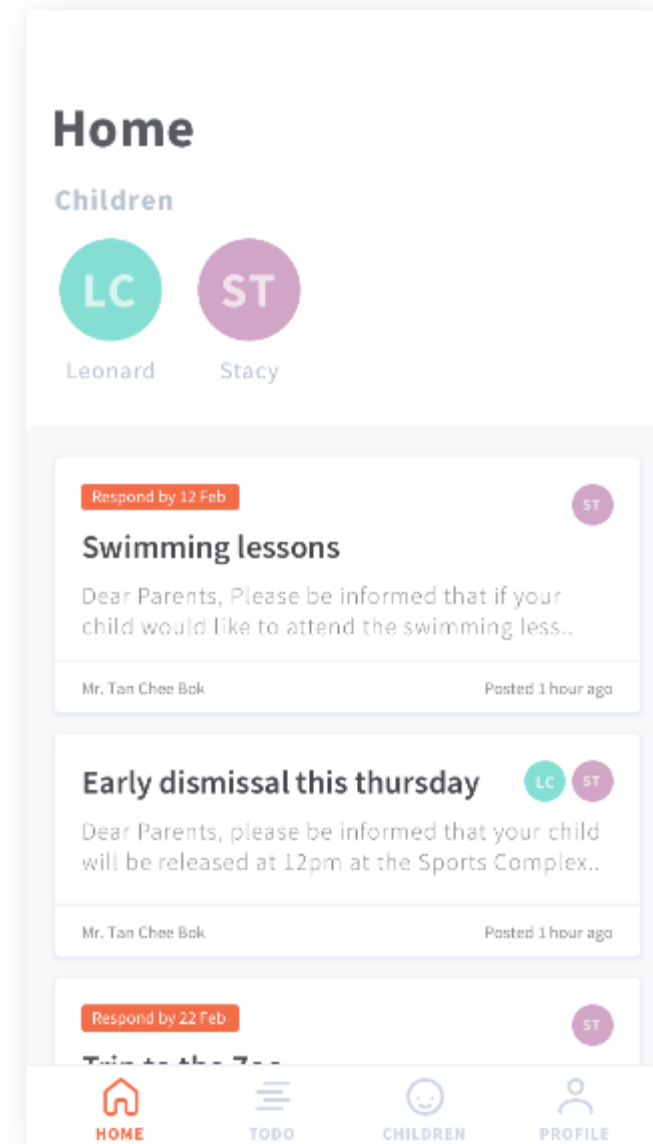 Home
Children
LC ST
Leonard Stacy
Respond by 12 Feb
ST
Swimming lessons
Dear Parents, Please be informed that if your
child would like to attend the swimming less..
Mr. Tan Chee Bok Posted 1 hour ago
Early dismissal this thursday LC ST
Dear Parents, please be informed that your child
will be released at 12pm at the Sports Complex..
Mr. Tan Chee Bok Posted 1 hour ago
Respond by 22 Feb
ST
Trip to the Zoo
HOME TODO CHILDREN PROFILE